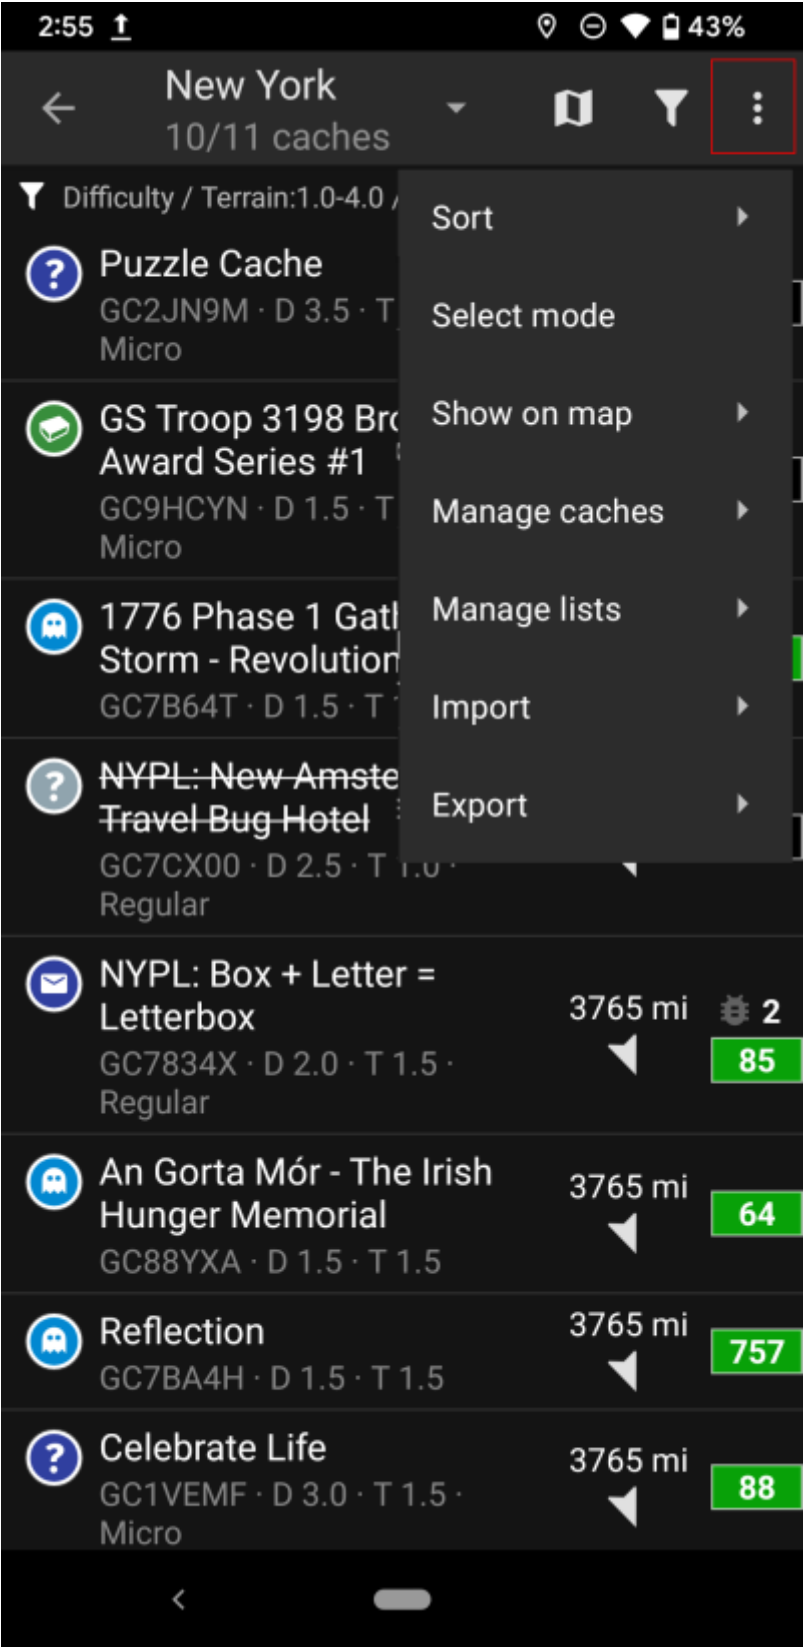 2:55 43%
New York
10/11 caches
Difficulty / Terrain:1.0-4.0 /
Sort
Select mode
Show on map
Manage caches
Manage lists
Import
Export
Puzzle Cache
GC2JN9M · D 3.5 · T
Micro
GS Troop 3198
Award Series #1
GC9HCYN · D 1.5 · T
Micro
1776 Phase 1
Storm - Revolution
GC7B64T · D 1.5 · T
NYPL: New
Travel Bug Hotel
GC7CX00 · D 2.5 · T 1.0 ·
Regular
NYPL: Box + Letter =
Letterbox
GC7834X · D 2.0 · T 1.5 ·
Regular
3765 mi
2
85
An Gorta Mór - The Irish
Hunger Memorial
GC88YXA · D 1.5 · T 1.5
3765 mi
64
Reflection
GC7BA4H · D 1.5 · T 1.5
3765 mi
757
Celebrate Life
GC1VEMF · D 3.0 · T 1.5 ·
Micro
3765 mi
88